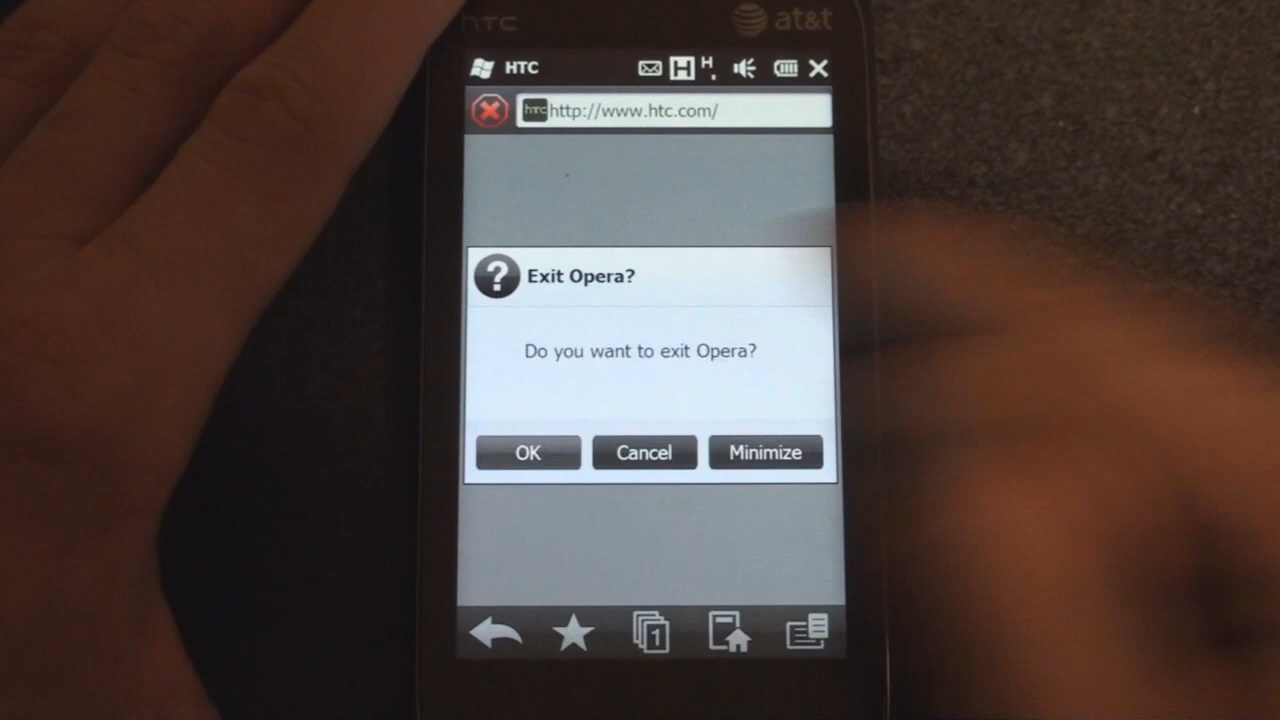 htc at&t
HTC H H
htc http://www.htc.com/
? Exit Opera?
Do you want to exit Opera?
OK Cancel Minimize
1